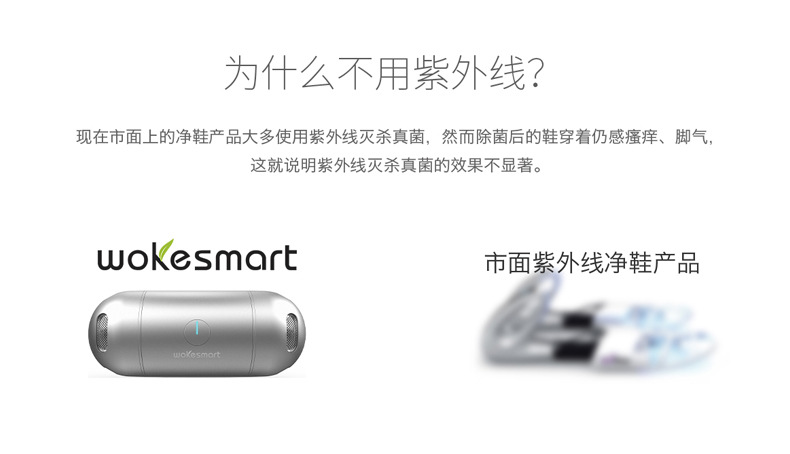 为什么不用紫外线？
现在市面上的净鞋产品大多使用紫外线灭杀真菌，然而除菌后的鞋穿着仍感瘙痒、脚气，
这就说明紫外线灭杀真菌的效果不显著。
wokesmart
市面紫外线净鞋产品
wokesmart